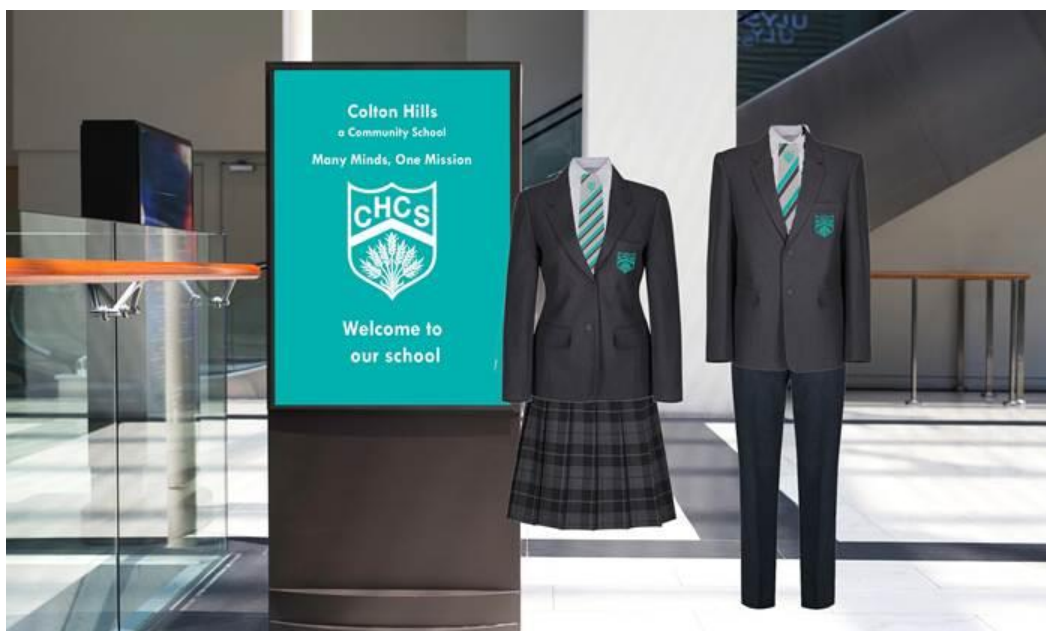 Colton Hills
a Community School
Many Minds, One Mission
CHCS
Welcome to
our school